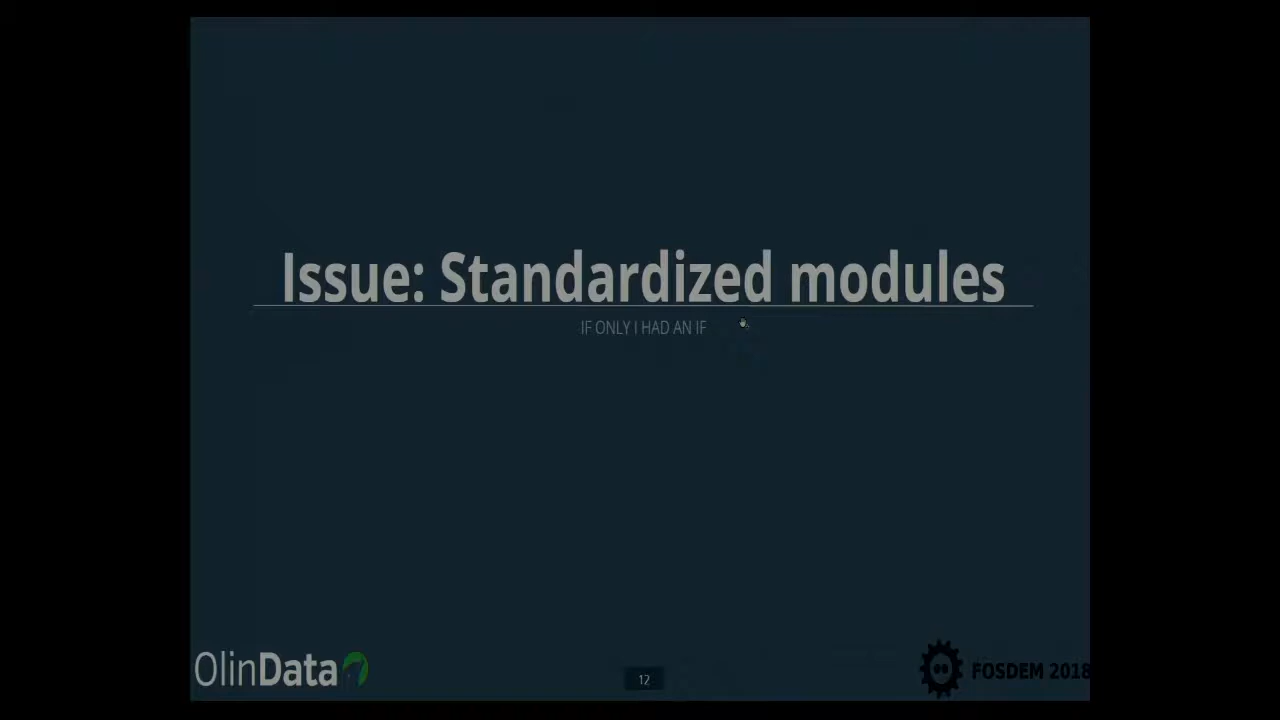 Issue: Standardized modules
IF ONLY I HAD AN IF
OlinData
12
FOSDEM 2018